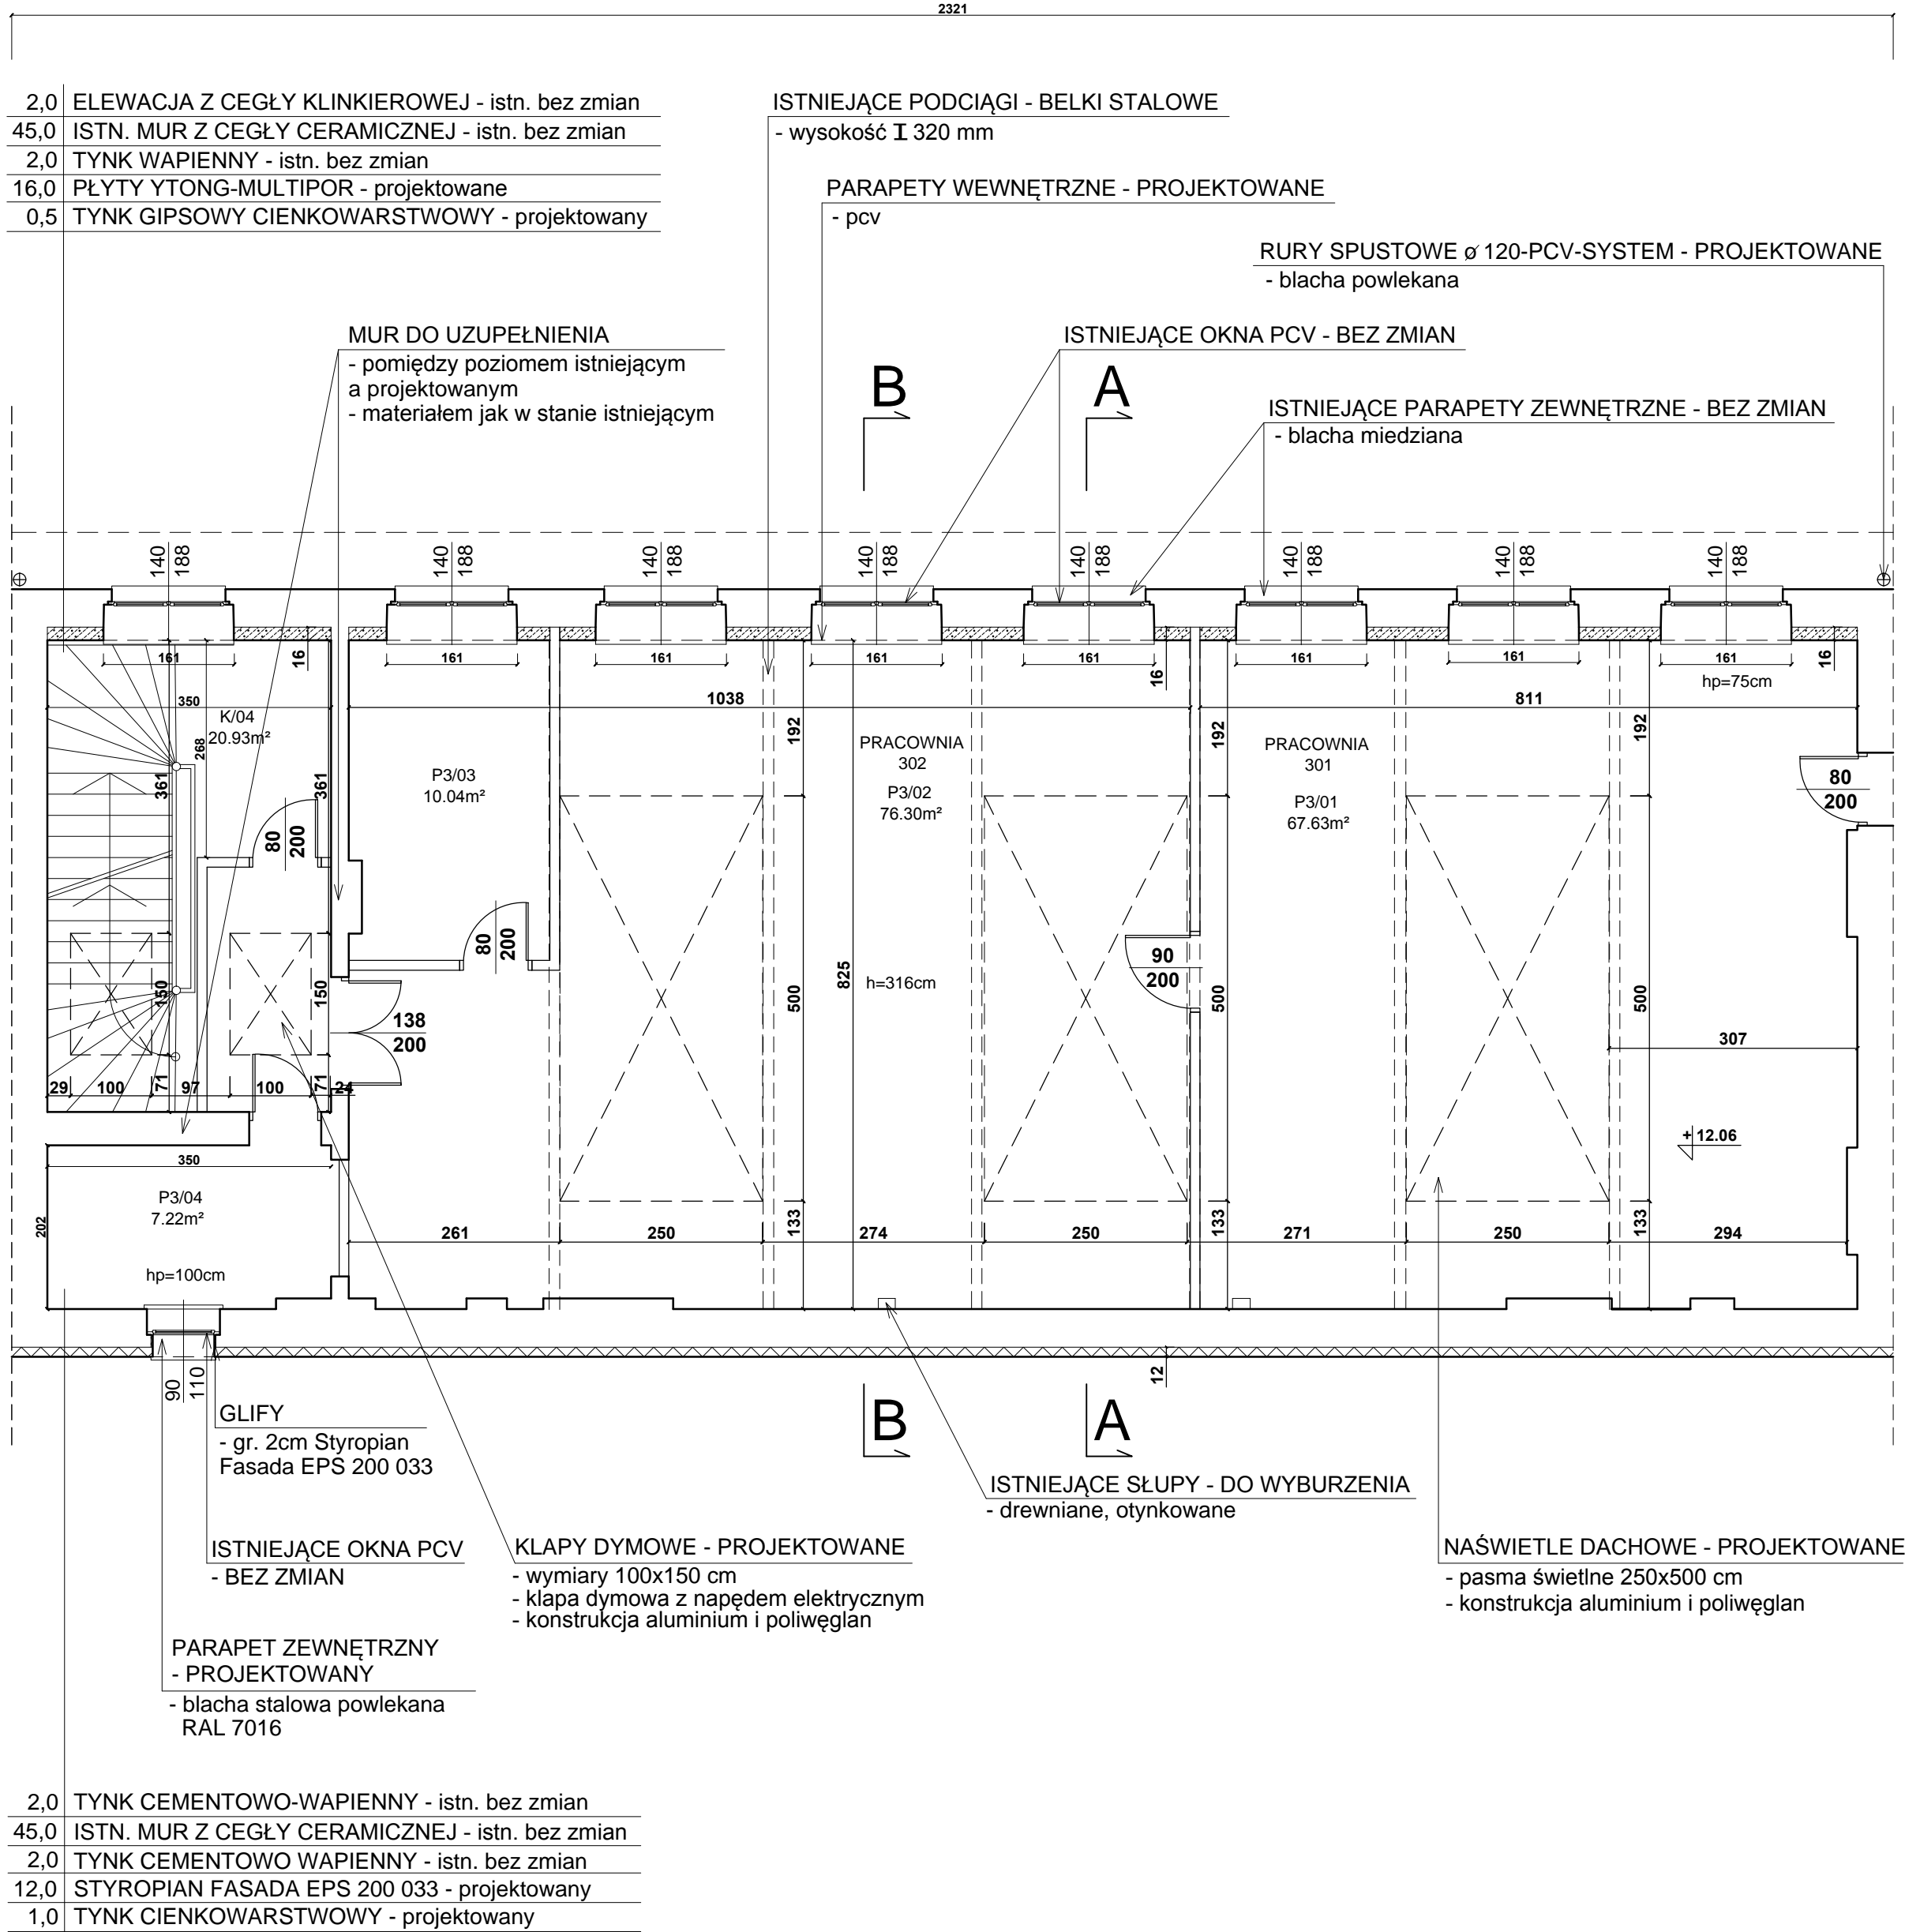 2321
2,0 ELEWACJA Z CEGŁY KLINKIEROWEJ - istn. bez zmian
45,0 ISTN. MUR Z CEGŁY CERAMICZNEJ - istn. bez zmian
2,0 TYNK WAPIENNY - istn. bez zmian
16,0 PŁYTY YTONG-MULTIPOR - projektowane
0,5 TYNK GIPSOWY CIENKOWARSTWOWY - projektowany
ISTNIEJĄCE PODCIĄGI - BELKI STALOWE
- wysokość I 320 mm
PARAPETY WEWNĘTRZNE - PROJEKTOWANE
- pcv
RURY SPUSTOWE ø 120-PCV-SYSTEM - PROJEKTOWANE
- blacha powlekana
MUR DO UZUPEŁNIENIA
- pomiędzy poziomem istniejącym
a projektowanym
- materiałem jak w stanie istniejącym
ISTNIEJĄCE OKNA PCV - BEZ ZMIAN
B
A
ISTNIEJĄCE PARAPETY ZEWNĘTRZNE - BEZ ZMIAN
- blacha miedziana
140 188
140 188
140 188
140 188
140 188
140 188
140 188
140 188
161
16
161
161
161
161
16
161
161
161
16
hp=75cm
350
1038
811
K/04
20.93m²
268
361
361
80
200
P3/03
10.04m²
80
200
192
PRACOWNIA
302
P3/02
76.30m²
192
PRACOWNIA
301
P3/01
67.63m²
192
80
200
90
200
150
150
138
200
500
825
h=316cm
500
500
307
29
100
71
97
100
71
24
+ 12.06
350
P3/04
7.22m²
202
hp=100cm
261
250
133
274
250
133
271
250
133
294
90
110
12
B
A
GLIFY
- gr. 2cm Styropian
Fasada EPS 200 033
ISTNIEJĄCE SŁUPY - DO WYBURZENIA
- drewniane, otynkowane
ISTNIEJĄCE OKNA PCV
- BEZ ZMIAN
KLAPY DYMOWE - PROJEKTOWANE
- wymiary 100x150 cm
- klapa dymowa z napędem elektrycznym
- konstrukcja aluminium i poliwęglan
NAŚWIETLE DACHOWE - PROJEKTOWANE
- pasma świetlne 250x500 cm
- konstrukcja aluminium i poliwęglan
PARAPET ZEWNĘTRZNY
- PROJEKTOWANY
- blacha stalowa powlekana
RAL 7016
2,0 TYNK CEMENTOWO-WAPIENNY - istn. bez zmian
45,0 ISTN. MUR Z CEGŁY CERAMICZNEJ - istn. bez zmian
2,0 TYNK CEMENTOWO WAPIENNY - istn. bez zmian
12,0 STYROPIAN FASADA EPS 200 033 - projektowany
1,0 TYNK CIENKOWARSTWOWY - projektowany